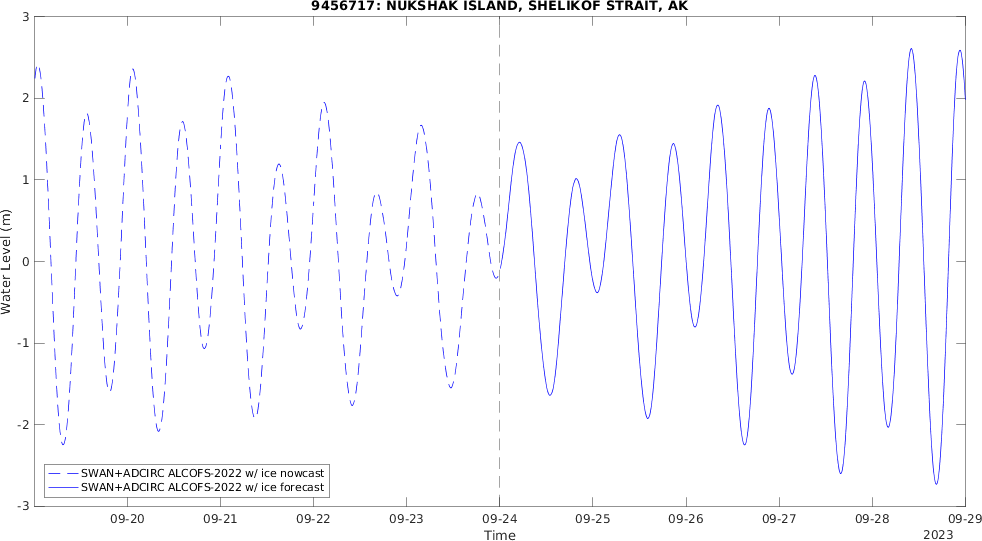 9456717: NUKSHAK ISLAND, SHELIKOF STRAIT, AK
3
2
1
0
-1
-2
-3
Water Level (m)
SWAN+ADCIRC ALCOFS-2022 w/ ice nowcast
SWAN+ADCIRC ALCOFS-2022 w/ ice forecast
09-20 09-21 09-22 09-23 09-24 09-25 09-26 09-27 09-28 09-29
Time
2023